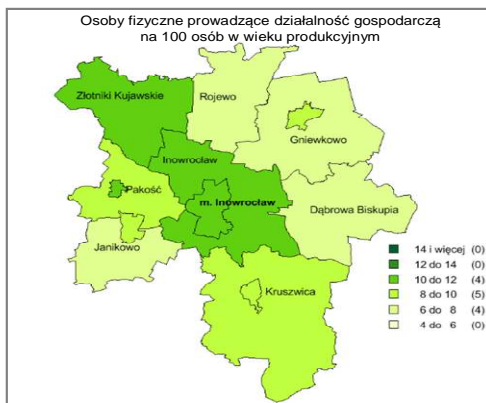 Osoby fizyczne prowadzące działalność gospodarczą
na 100 osób w wieku produkcyjnym
Złotniki Kujawskie
Rojewo
Gniewkowo
Inowrocław
Pakość
m. Inowrocław
Dąbrowa Biskupia
Janikowo
Kruszwica
14 i więcej (0)
12 do 14 (0)
10 do 12 (4)
8 do 10 (5)
6 do 8 (4)
4 do 6 (0)